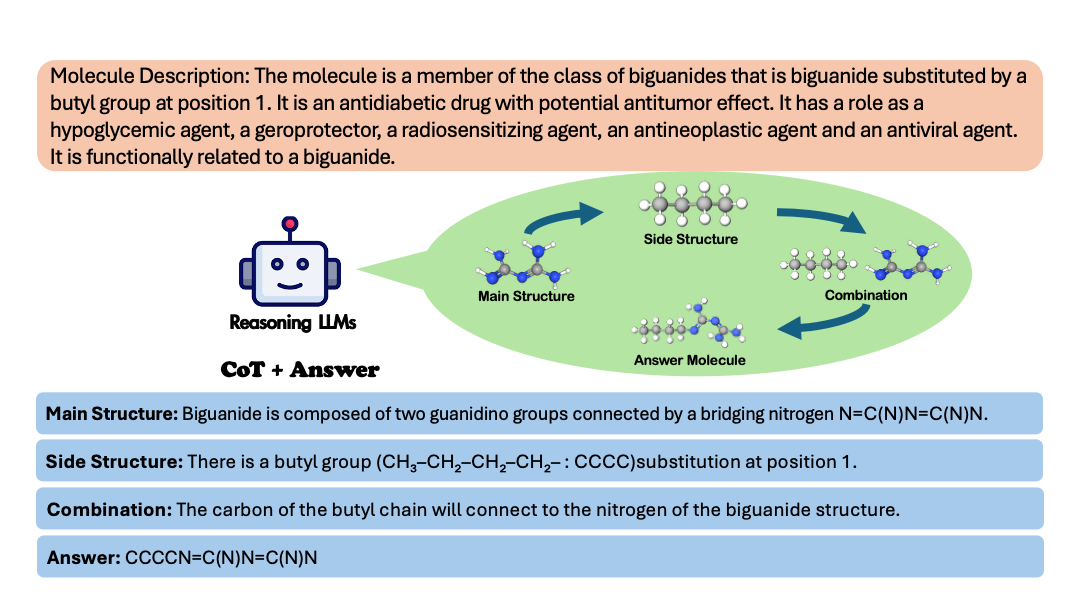 Molecule Description: The molecule is a member of the class of biguanides that is biguanide substituted by a
butyl group at position 1. It is an antidiabetic drug with potential antitumor effect. It has a role as a
hypoglycemic agent, a geroprotector, a radiosensitizing agent, an antineoplastic agent and an antiviral agent.
It is functionally related to a biguanide.
Side Structure
Main Structure
Combination
Reasoning LLMs
Answer Molecule
CoT + Answer
Main Structure: Biguanide is composed of two guanidino groups connected by a bridging nitrogen N=C(N)N=C(N)N.
Side Structure: There is a butyl group (CH₃–CH₂–CH₂–CH₂– : CCCC)substitution at position 1.
Combination: The carbon of the butyl chain will connect to the nitrogen of the biguanide structure.
Answer: CCCCN=C(N)N=C(N)N